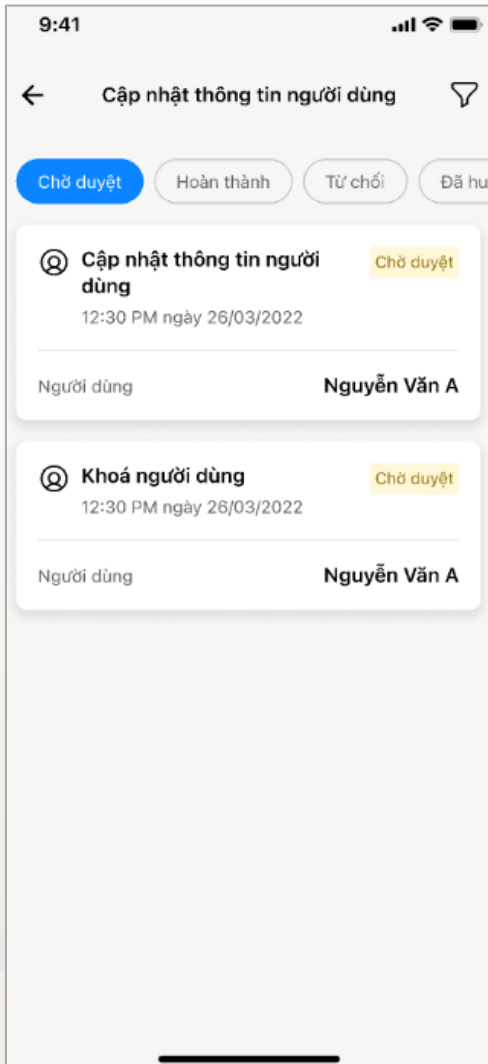 9:41
Cập nhật thông tin người dùng
Chờ duyệt
Hoàn thành
Từ chối
Đã hu
Cập nhật thông tin người
dùng
Chờ duyệt
12:30 PM ngày 26/03/2022
Người dùng
Nguyễn Văn A
Khoá người dùng
Chờ duyệt
12:30 PM ngày 26/03/2022
Người dùng
Nguyễn Văn A